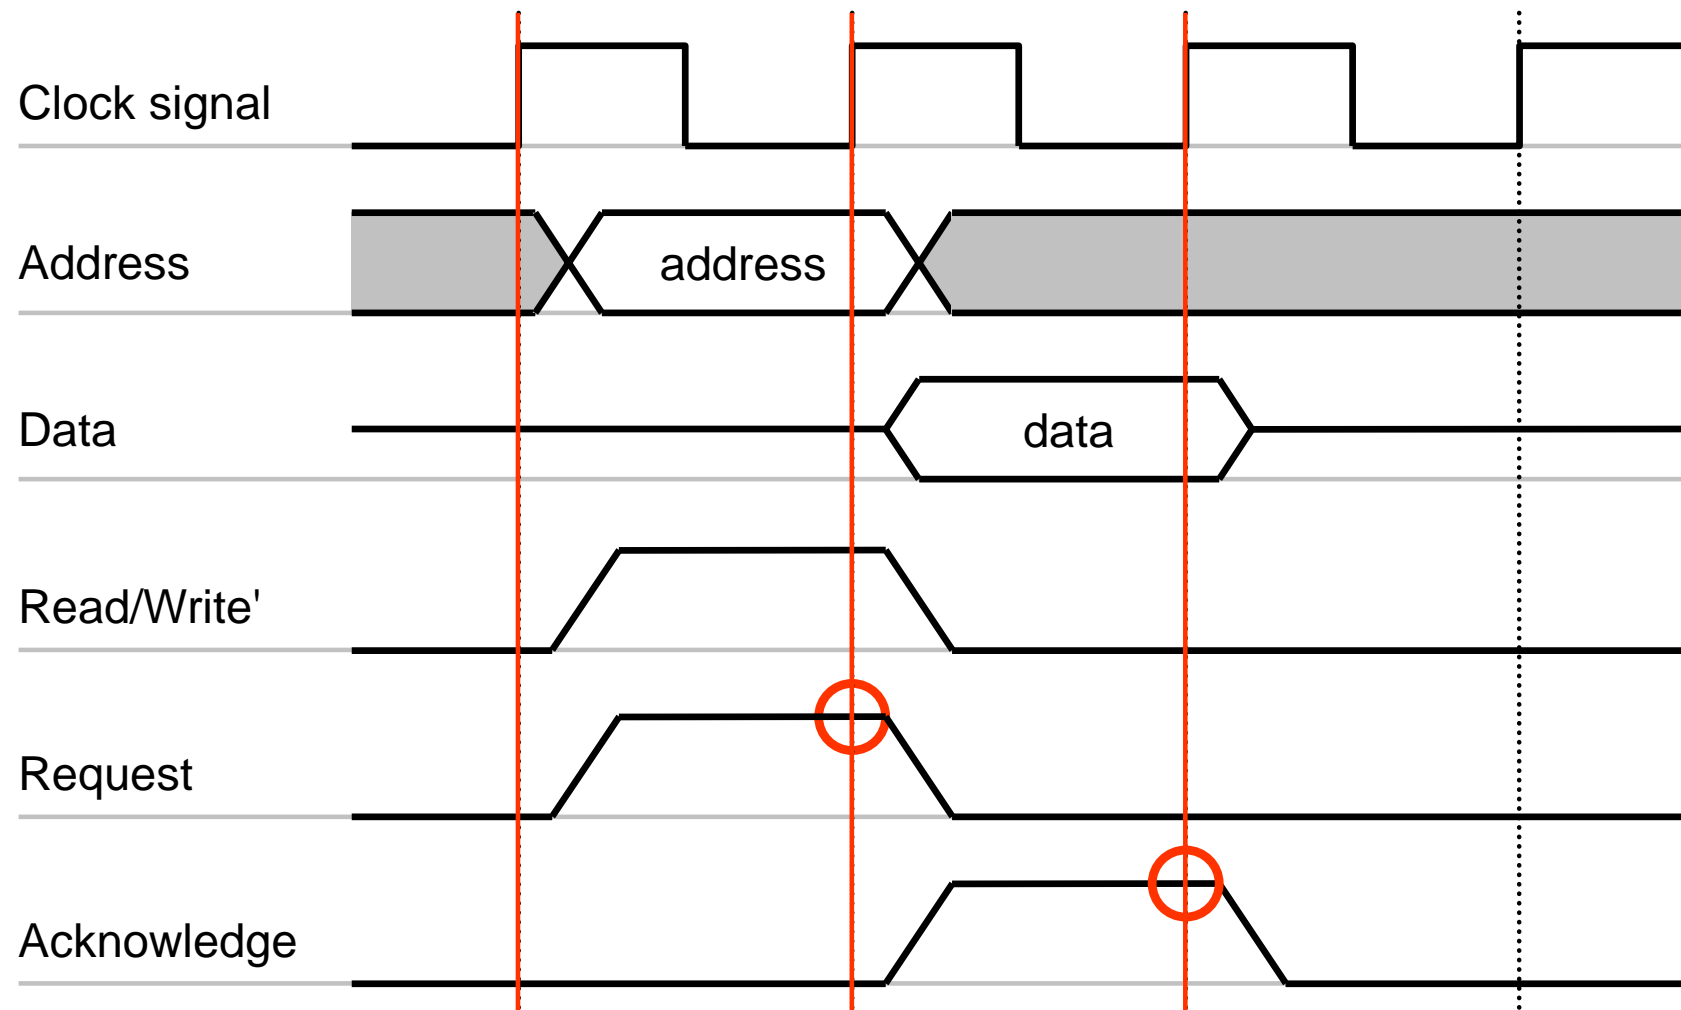 Clock signal
Address
address
Data
data
Read/Write'
Request
Acknowledge